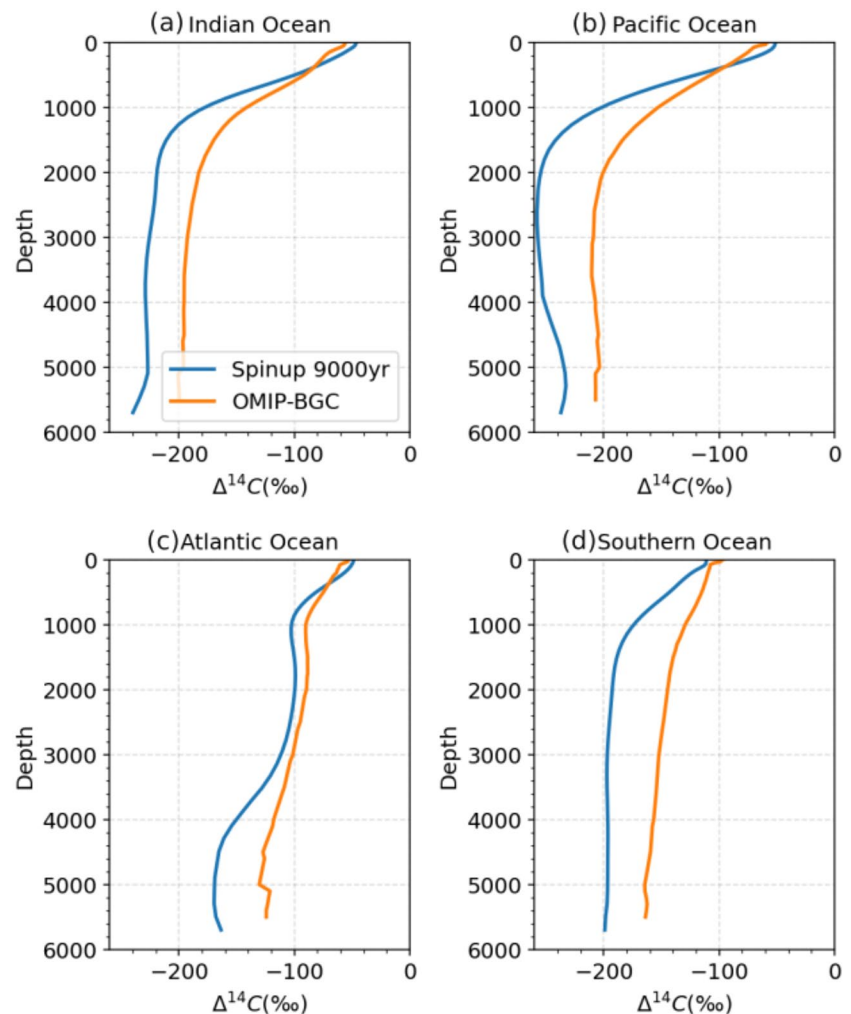 (a) Indian Ocean
(b) Pacific Ocean
0
1000
2000
3000
4000
5000
6000
Depth
Spinup 9000yr
OMIP-BGC
−200
−100
0
Δ¹⁴C(‰)
0
1000
2000
3000
4000
5000
6000
Depth
−200
−100
0
Δ¹⁴C(‰)
(c)Atlantic Ocean
(d)Southern Ocean
0
1000
2000
3000
4000
5000
6000
Depth
−200
−100
0
Δ¹⁴C(‰)
0
1000
2000
3000
4000
5000
6000
Depth
−200
−100
0
Δ¹⁴C(‰)